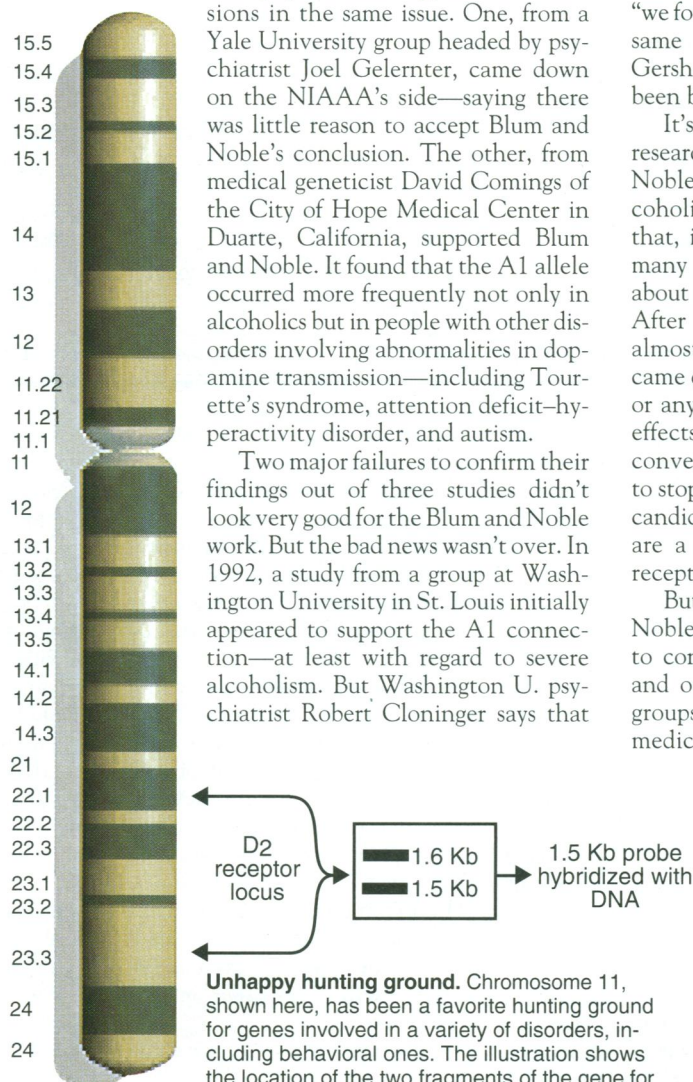 15.5
15.4
15.3
15.2
15.1
14
13
12
11.22
11.21
11.1
11
12
13.1
13.2
13.3
13.4
13.5
14.1
14.2
14.3
21
22.1
22.2
22.3
23.1
23.2
23.3
24
24
sions in the same issue. One, from a
Yale University group headed by psy-
chiatrist Joel Gelernter, came down
on the NIAAA's side—saying there
was little reason to accept Blum and
Noble's conclusion. The other, from
medical geneticist David Comings of
the City of Hope Medical Center in
Duarte, California, supported Blum
and Noble. It found that the A1 allele
occurred more frequently not only in
alcoholics but in people with other dis-
orders involving abnormalities in dop-
amine transmission—including Tour-
ette's syndrome, attention deficit–hy-
peractivity disorder, and autism.
Two major failures to confirm their
findings out of three studies didn't
look very good for the Blum and Noble
work. But the bad news wasn't over. In
1992, a study from a group at Wash-
ington University in St. Louis initially
appeared to support the A1 connec-
tion—at least with regard to severe
alcoholism. But Washington U. psy-
chiatrist Robert Cloninger says that
"we fo
same
Gersh
been b
It's
researc
Noble
coholi
that, i
many
about
After
almos
came
or any
effects
conve
to stop
candid
are a
recept
But
Noble
to con
and o
groups
medic
D2
receptor
locus
1.6 Kb
1.5 Kb
1.5 Kb probe
hybridized with
DNA
Unhappy hunting ground. Chromosome 11,
shown here, has been a favorite hunting ground
for genes involved in a variety of disorders, in-
cluding behavioral ones. The illustration shows
the location of the two fragments of the gene for